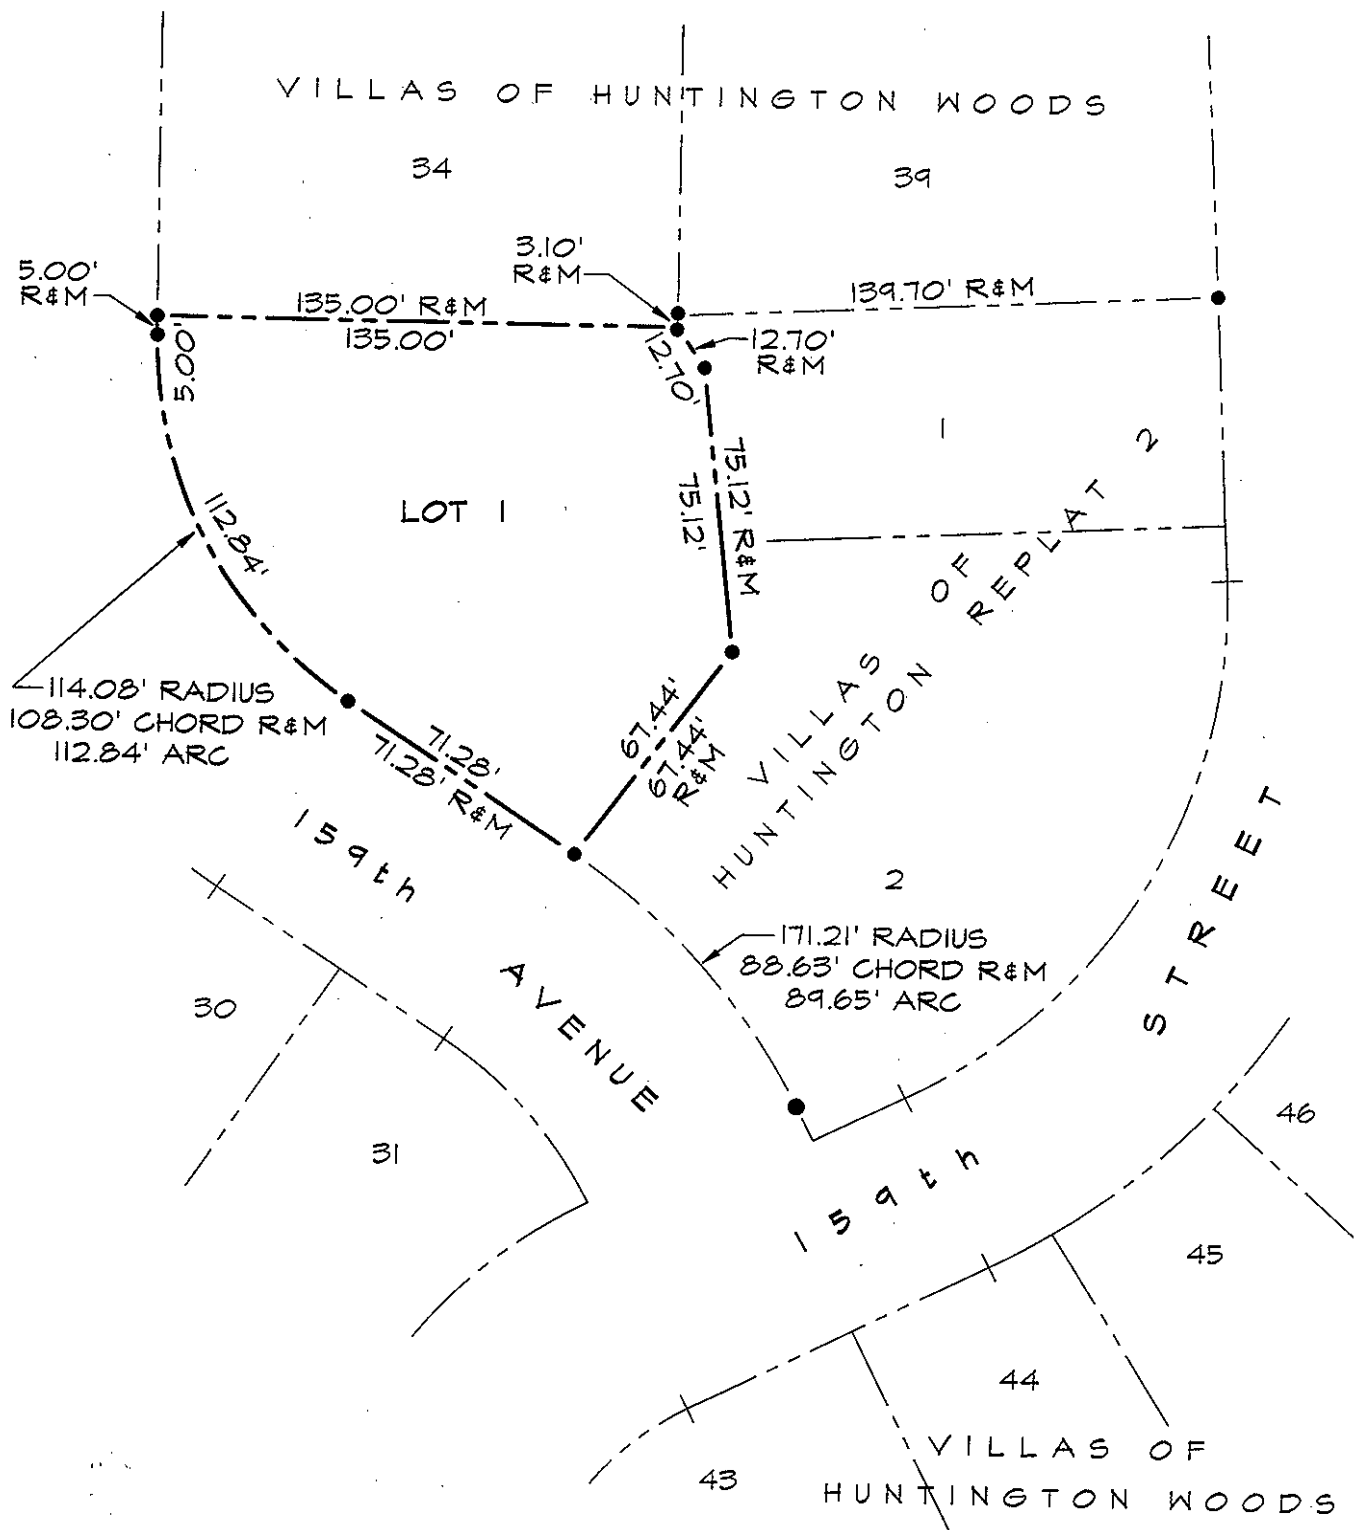 VILLAS OF HUNTINGTON WOODS
34
39
5.00'
R&M
3.10'
R&M
135.00' R&M
135.00'
139.70' R&M
12.70'
R&M
12.70'
5.00'
75.12' R&M
75.12'
1
LOT 1
112.84'
VILLAS OF
HUNTINGTON REPLAT 2
114.08' RADIUS
108.30' CHORD R&M
112.84' ARC
71.28'
71.28' R&M
67.44'
67.44'
R&M
2
171.21' RADIUS
88.63' CHORD R&M
89.65' ARC
159th AVENUE
30
31
159th STREET
46
45
44
43
VILLAS OF
HUNTINGTON WOODS